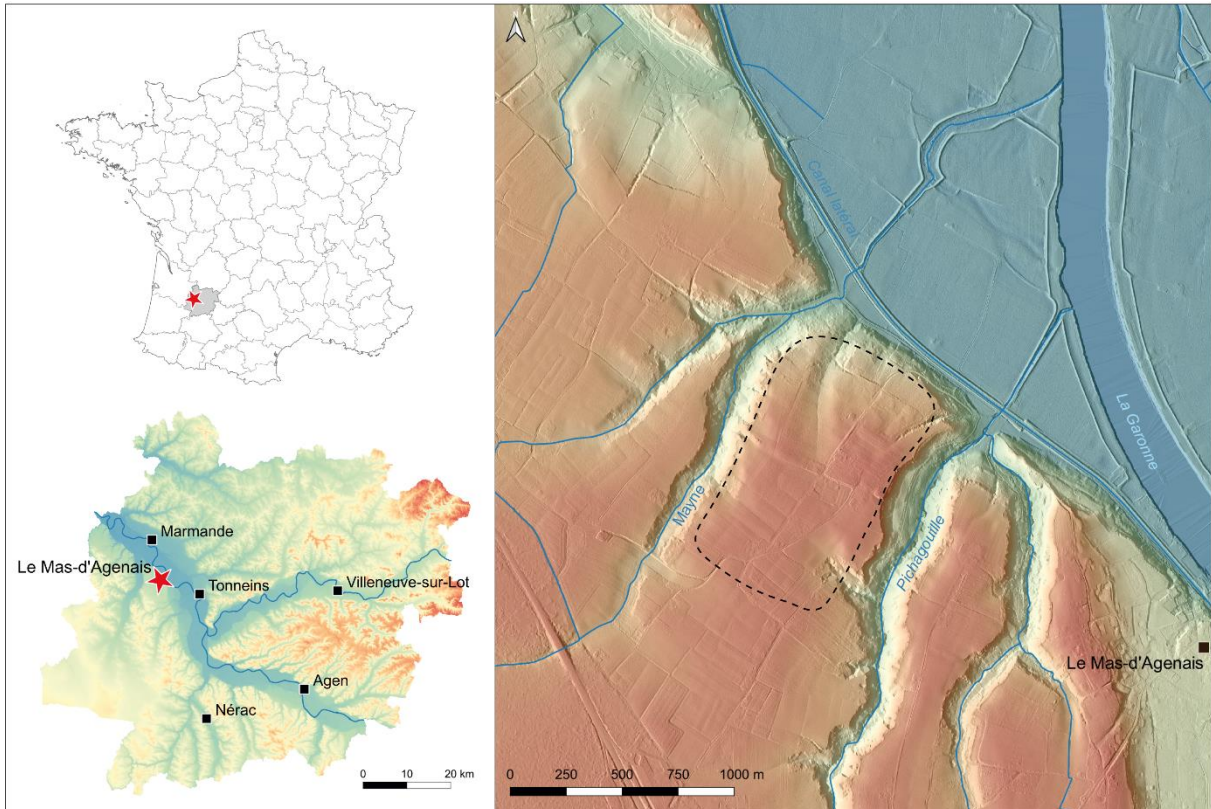 Marmande
Le Mas-d'Agenais
Tonneins
Villeneuve-sur-Lot
Agen
Nérac
0 10 20 km
Canal latéral
La Garonne
Mayne
Pichagouille
Le Mas-d'Agenais
0 250 500 750 1000 m